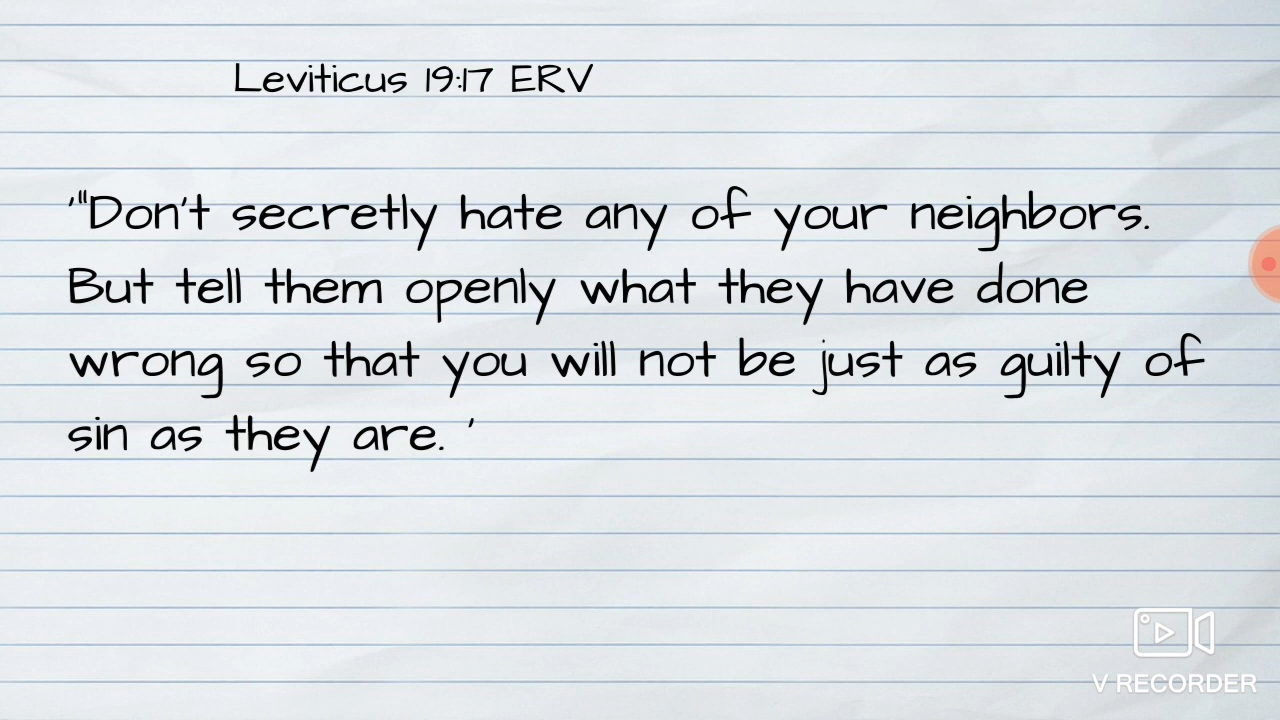 Leviticus 19:17 ERV
'"Don't secretly hate any of your neighbors.
But tell them openly what they have done
wrong so that you will not be just as guilty of
sin as they are. '
V RECORDER